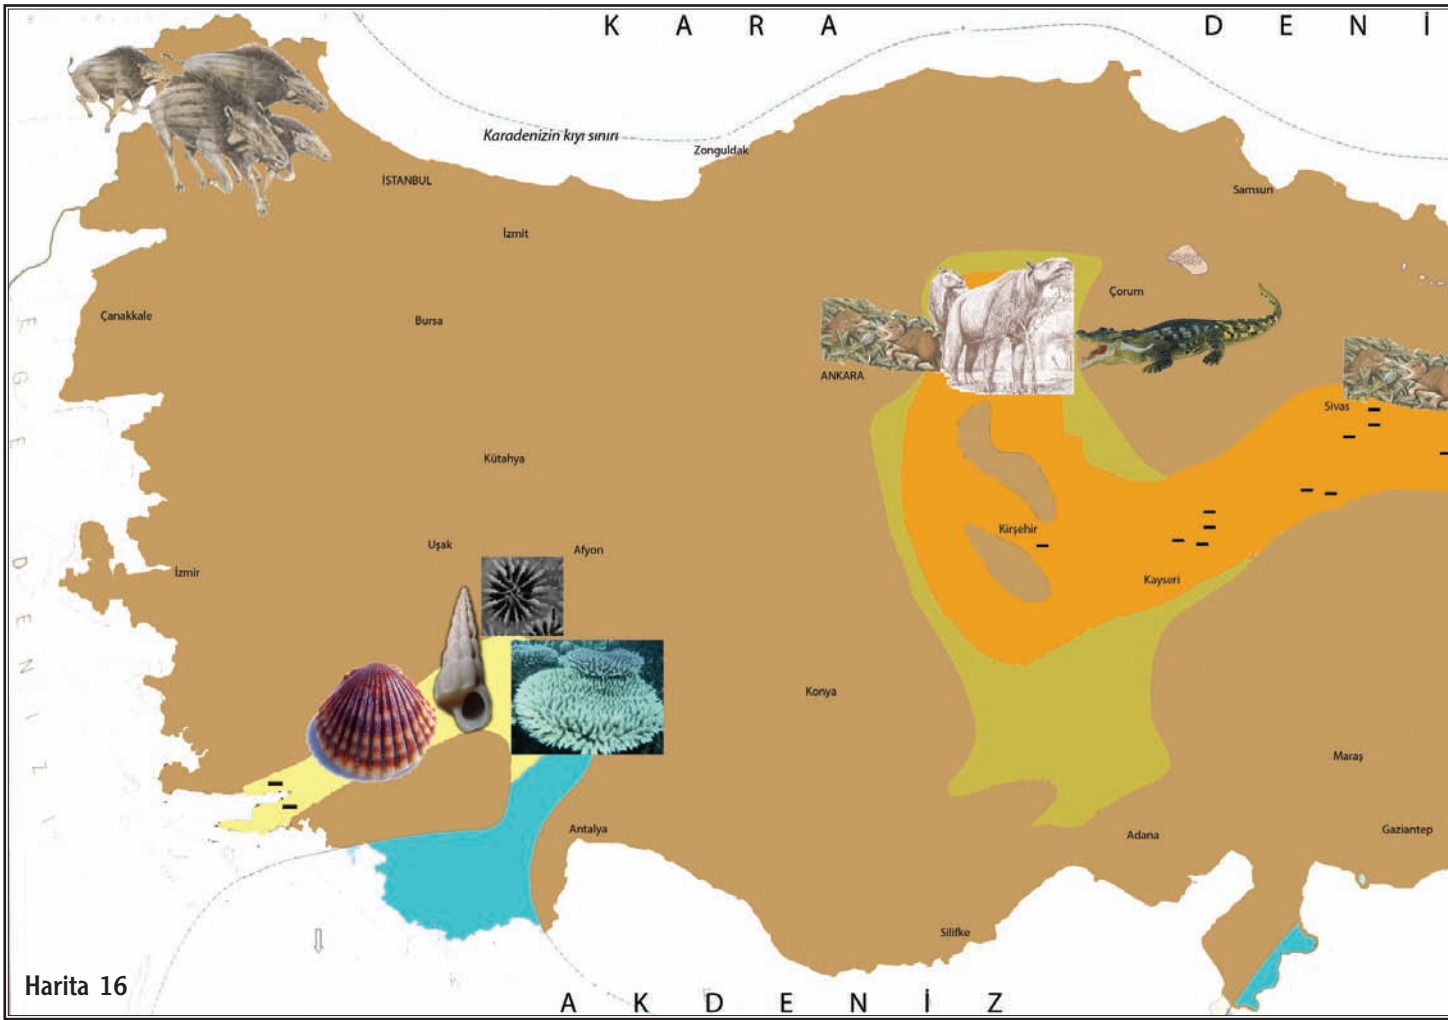 K A R A D E N İ
Karadenizin kıyı sınırı
Zonguldak
İSTANBUL
Samsun
İzmit
Çorum
Çanakkale
Bursa
ANKARA
Sivas
Kütahya
Kirşehir
Uşak
Afyon
İzmir
Kayseri
E G E D E N İ Z
Konya
Maraş
Antalya
Adana
Gaziantep
Silifke
Harita 16
A K D E N İ Z